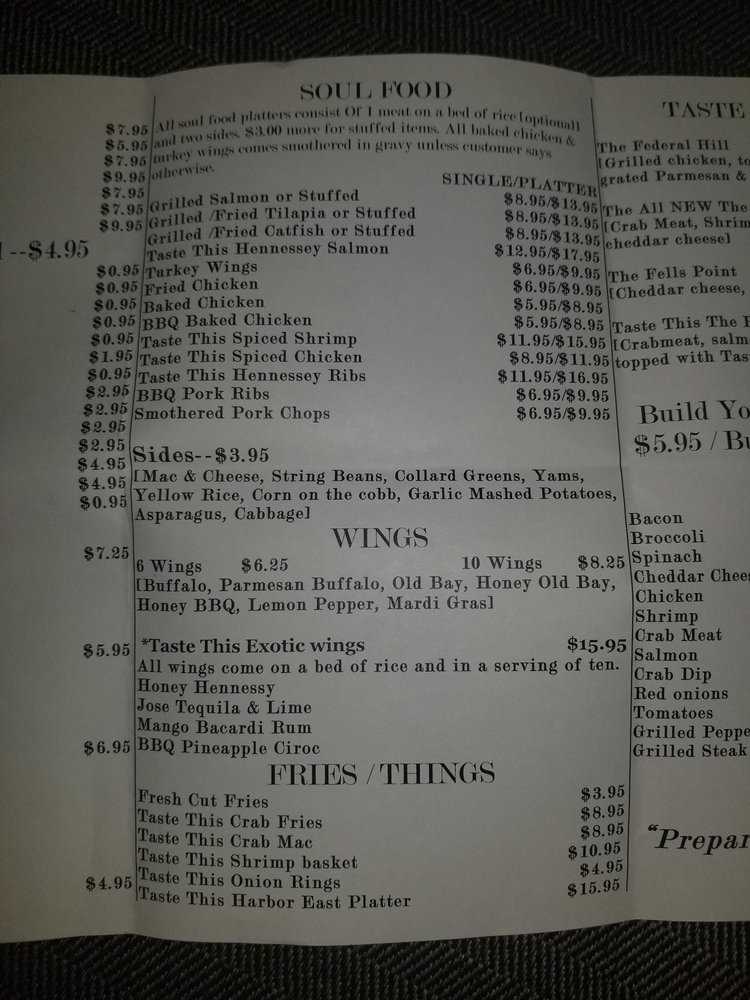 $7.95
$5.95
$7.95
$9.95
$7.95
$7.95
$9.95
--$4.95
$0.95
$0.95
$0.95
$0.95
$0.95
$1.95
$0.95
$2.95
$2.95
$2.95
$2.95
$4.95
$4.95
$0.95
$7.25
$5.95
$6.95
$4.95
SOUL FOOD
All soul food platters consist Of 1 meat on a bed of rice [optional]
and two sides. $3.00 more for stuffed items. All baked chicken &
turkey wings comes smothered in gravy unless customer says
otherwise.
SINGLE/PLATTER
Grilled Salmon or Stuffed $8.95/$13.95
Grilled /Fried Tilapia or Stuffed $8.95/$13.95
Grilled /Fried Catfish or Stuffed $8.95/$13.95
Taste This Hennessey Salmon $12.95/$17.95
Turkey Wings $6.95/$9.95
Fried Chicken $6.95/$9.95
Baked Chicken $5.95/$8.95
BBQ Baked Chicken $5.95/$8.95
Taste This Spiced Shrimp $11.95/$15.95
Taste This Spiced Chicken $8.95/$11.95
Taste This Hennessey Ribs $11.95/$16.95
BBQ Pork Ribs $6.95/$9.95
Smothered Pork Chops $6.95/$9.95
Sides--$3.95
[Mac & Cheese, String Beans, Collard Greens, Yams,
Yellow Rice, Corn on the cobb, Garlic Mashed Potatoes,
Asparagus, Cabbage]
WINGS
6 Wings $6.25 10 Wings $8.25
[Buffalo, Parmesan Buffalo, Old Bay, Honey Old Bay,
Honey BBQ, Lemon Pepper, Mardi Gras]
*Taste This Exotic wings $15.95
All wings come on a bed of rice and in a serving of ten.
Honey Hennessy
Jose Tequila & Lime
Mango Bacardi Rum
BBQ Pineapple Ciroc
FRIES / THINGS
Fresh Cut Fries $3.95
Taste This Crab Fries $8.95
Taste This Crab Mac $8.95
Taste This Shrimp basket $10.95
Taste This Onion Rings $4.95
Taste This Harbor East Platter $15.95
TASTE
The Federal Hill
[Grilled chicken, to
grated Parmesan &
The All NEW The
[Crab Meat, Shrim
cheddar cheese]
The Fells Point
[Cheddar cheese,
Taste This The
[Crabmeat, salm
topped with Tas
Build Yo
$5.95 / Bu
Bacon
Broccoli
Spinach
Cheddar Chee
Chicken
Shrimp
Crab Meat
Salmon
Crab Dip
Red onions
Tomatoes
Grilled Peppe
Grilled Steak
"Prepar